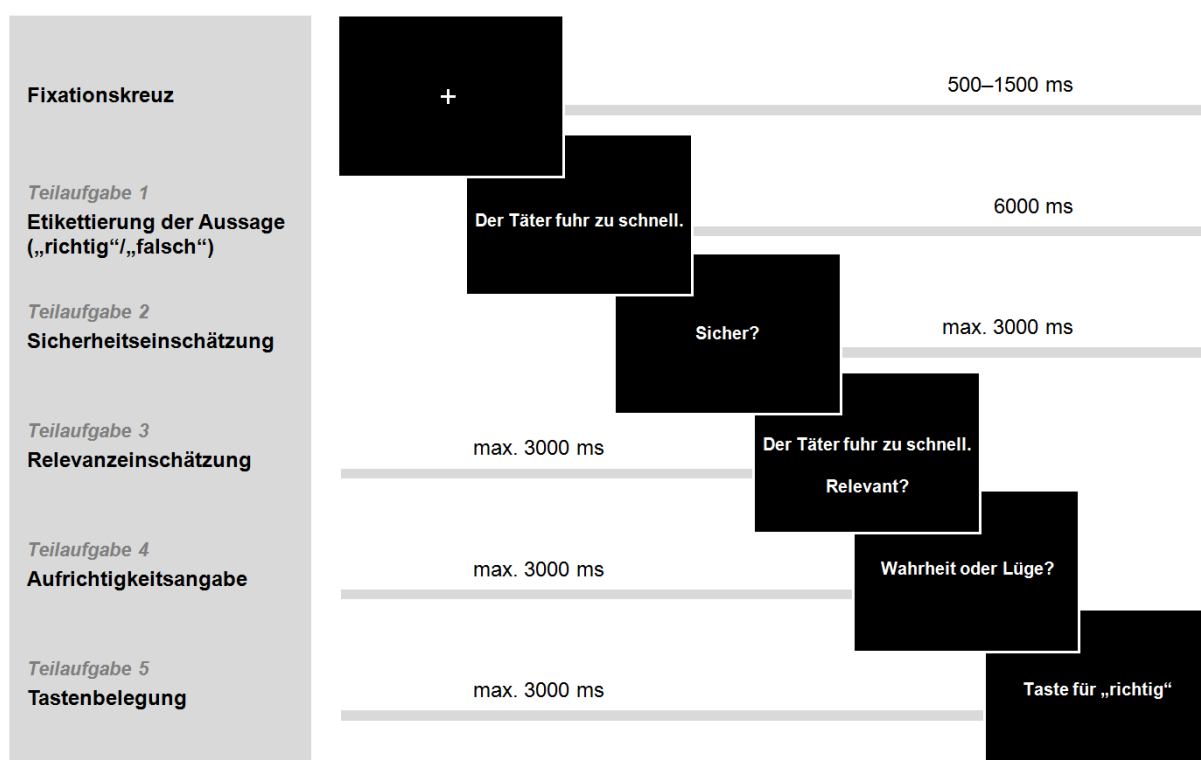 Fixationskreuz
+
500–1500 ms
Teilaufgabe 1
Etikettierung der Aussage
(„richtig“/„falsch“)
Der Täter fuhr zu schnell.
6000 ms
Teilaufgabe 2
Sicherheitseinschätzung
Sicher?
max. 3000 ms
Teilaufgabe 3
Relevanzeinschätzung
max. 3000 ms
Der Täter fuhr zu schnell.
Relevant?
Teilaufgabe 4
Aufrichtigkeitsangabe
max. 3000 ms
Wahrheit oder Lüge?
Teilaufgabe 5
Tastenbelegung
max. 3000 ms
Taste für „richtig“